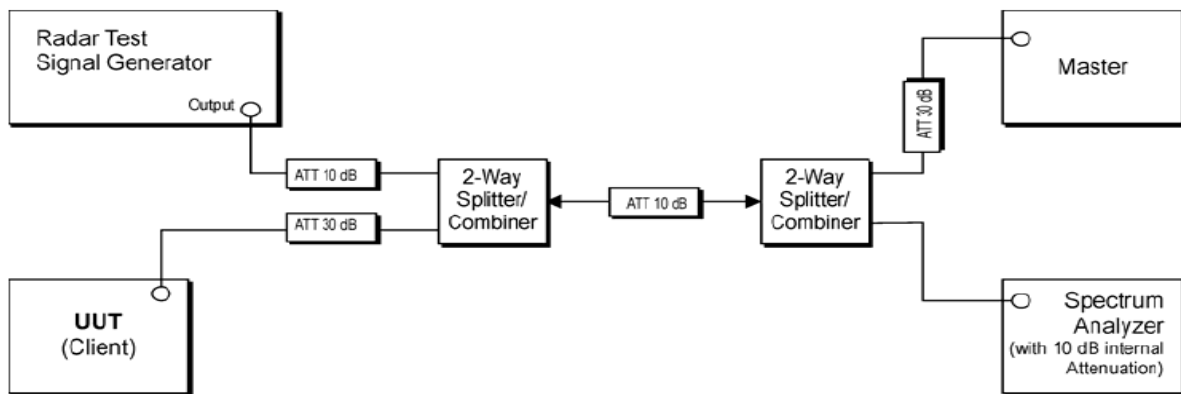 Radar Test
Signal Generator
Output
ATT 10 dB
ATT 30 dB
2-Way
Splitter/
Combiner
ATT 10 dB
2-Way
Splitter/
Combiner
ATT 30 dB
Master
UUT
(Client)
Spectrum
Analyzer
(with 10 dB internal
Attenuation)